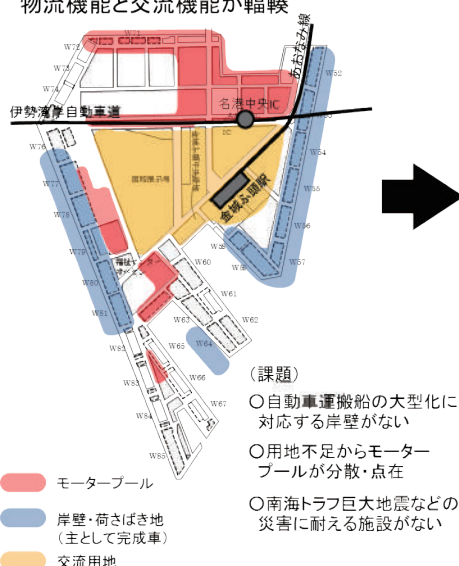 物流機能と交流機能が輻輳
W71
W72
W73
W74
あおなみ線
W52
伊勢湾岸自動車道
名港中央IC
W76
W54
W77
国際展示場
金城ふ頭駅
W55
W78
W56
W79
W58
W57
W59
W60
W80
W61
W81
W63
W62
W82
W65
W64
W83
W66
W84
W67
W85
(課題)
○自動車運搬船の大型化に
対応する岸壁がない
○用地不足からモーター
プールが分散・点在
○南海トラフ巨大地震などの
災害に耐える施設がない
モータープール
岸壁・荷さばき地
(主として完成車)
交流用地